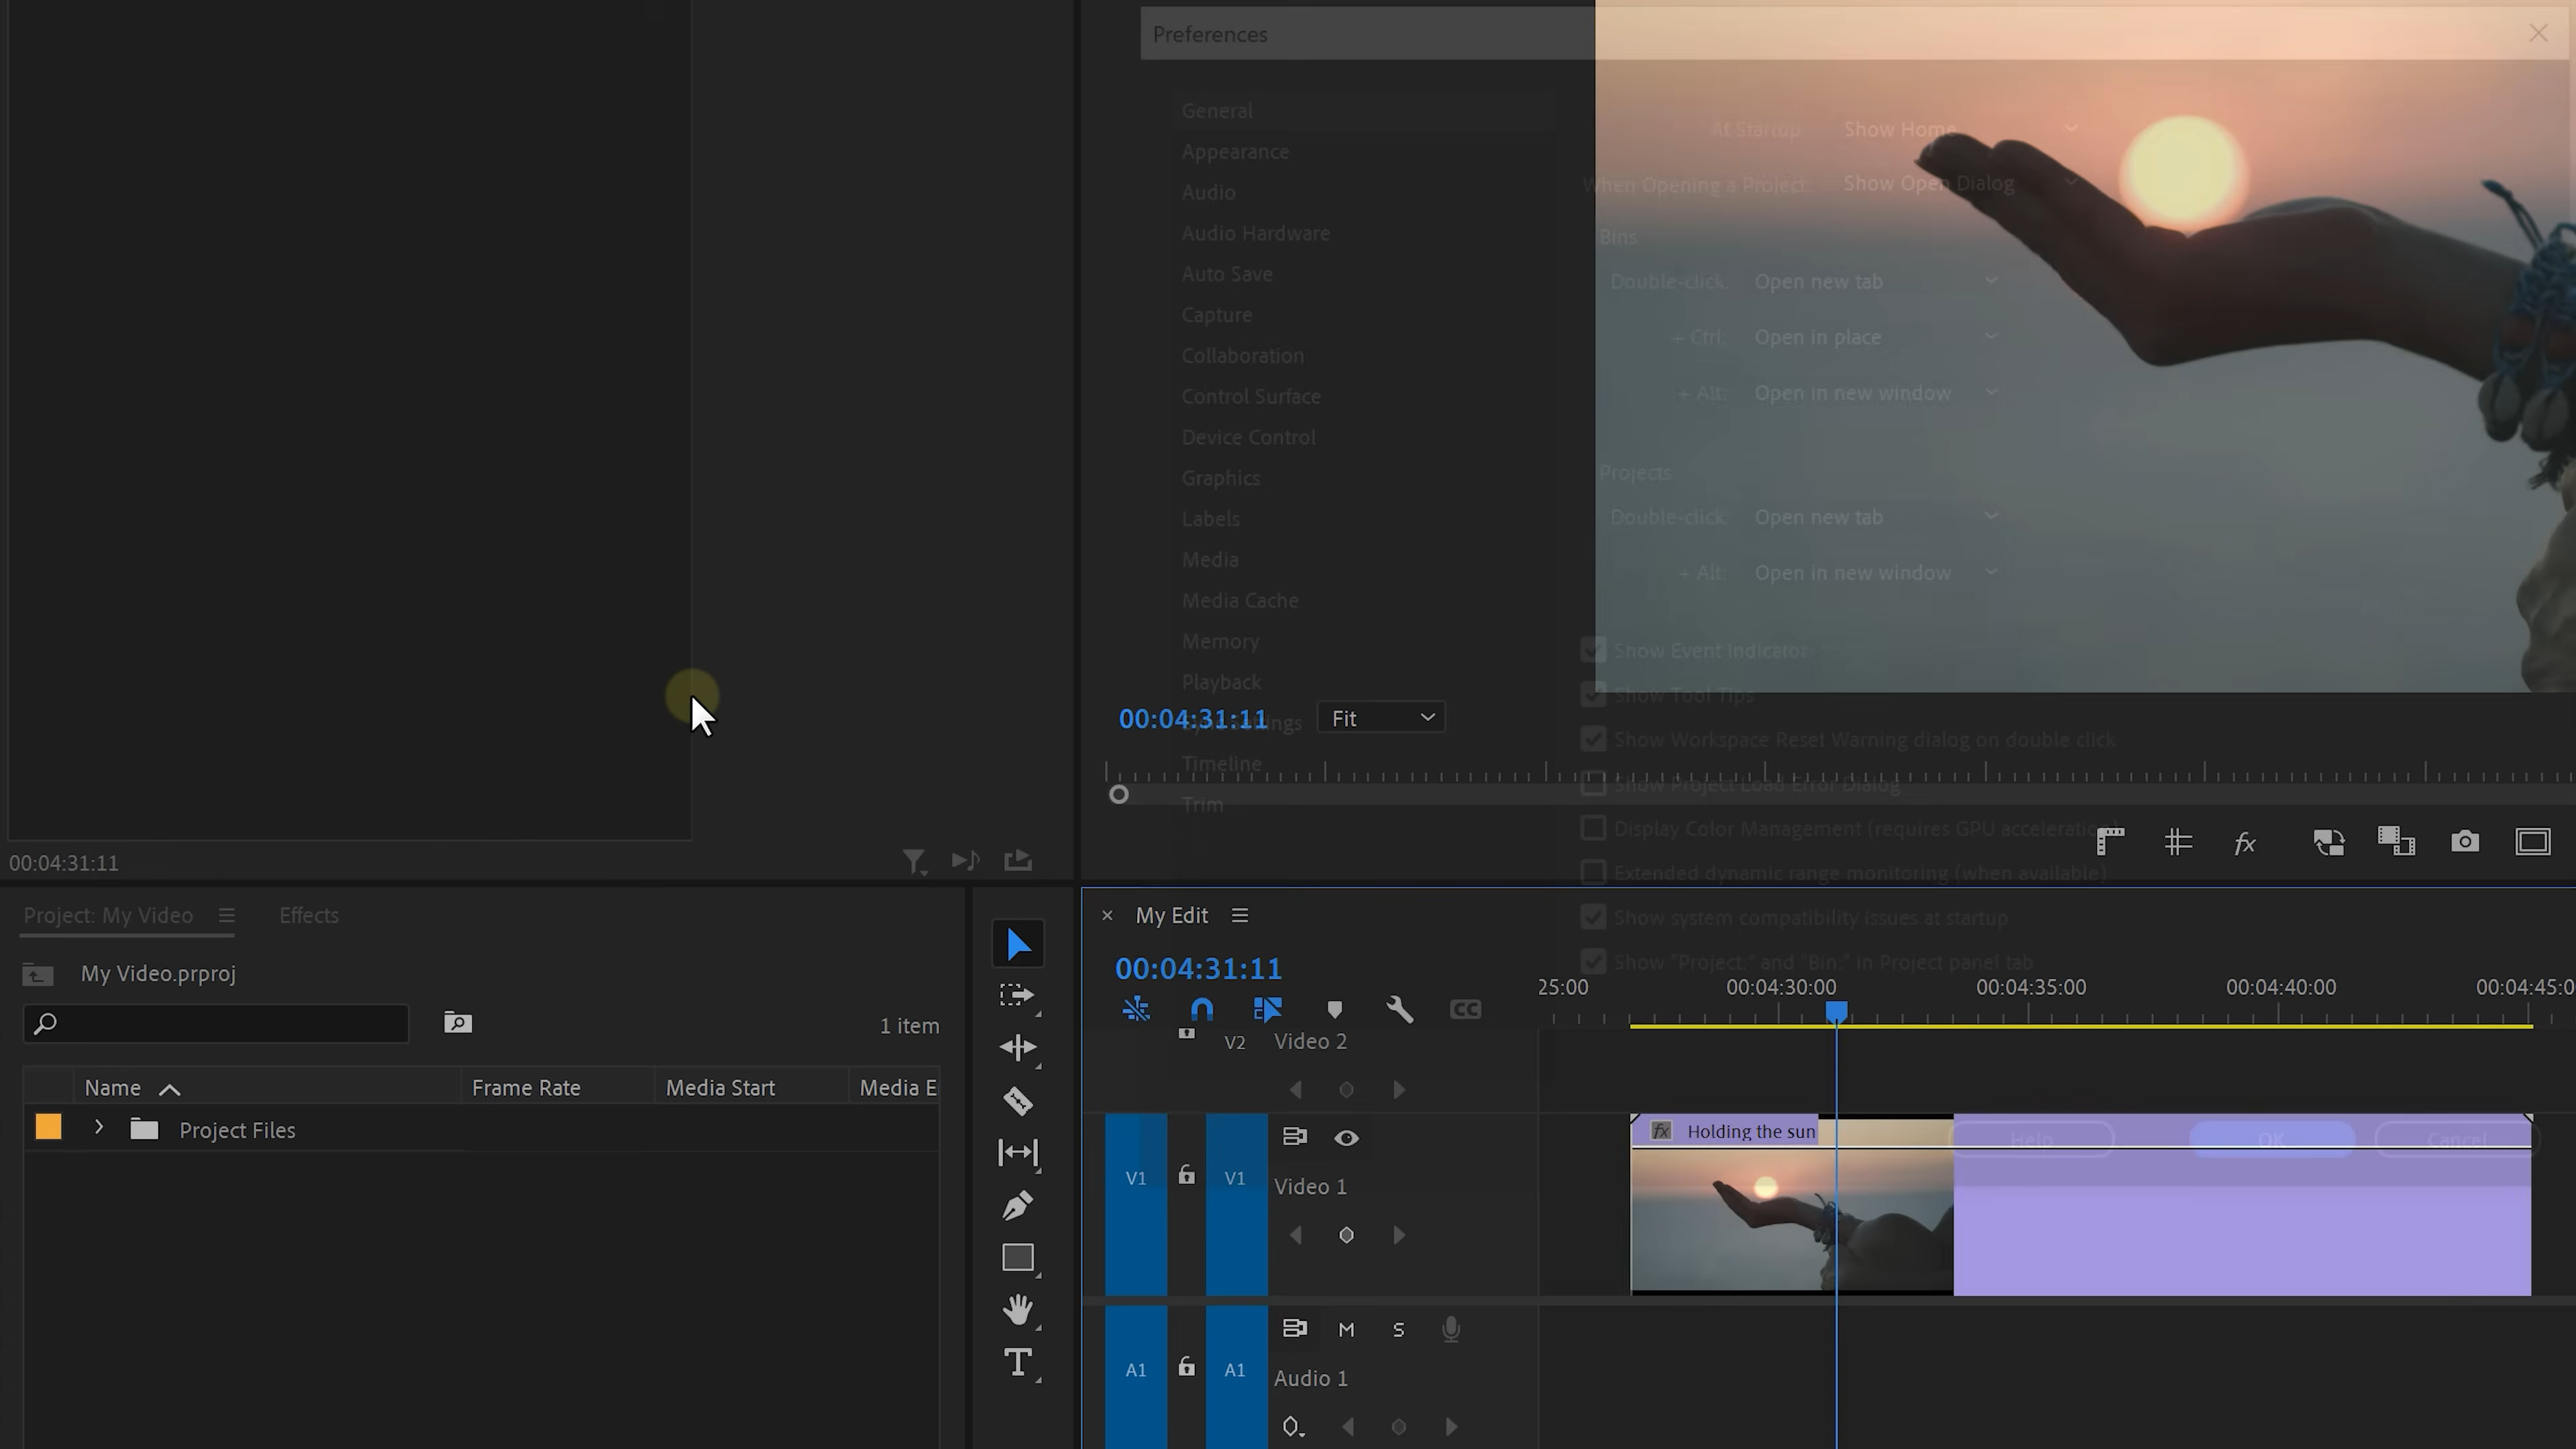 Preferences
General
Appearance
Audio
Audio Hardware
Auto Save
Capture
Collaboration
Control Surface
Device Control
Graphics
Labels
Media
Media Cache
Memory
Playback
Timeline
Trim
At Startup: Show Home
When Opening a Project: Show Open Dialog
Bins
Double-click: Open new tab
+ Ctrl: Open in place
+ Alt: Open in new window
Projects
Double-click: Open new tab
+ Alt: Open in new window
Show Event Indicator
Show Tool Tips
Show Workspace Reset Warning dialog on double click
Show Project Load Error Dialog
Display Color Management (requires GPU acceleration)
Extended dynamic range monitoring (when available)
Show system compatibility issues at startup
Show "Project:" and "Bin:" in Project panel tab
Help
OK
Cancel
00:04:31:11
Fit
fx
00:04:31:11
Project: My Video
Effects
My Video.prproj
1 item
Name
Frame Rate
Media Start
Media E
Project Files
T
× My Edit
00:04:31:11
CC
25:00
00:04:30:00
00:04:35:00
00:04:40:00
00:04:45:0
V2 Video 2
V1 V1
Video 1
fx Holding the sun
M S
A1 A1
Audio 1